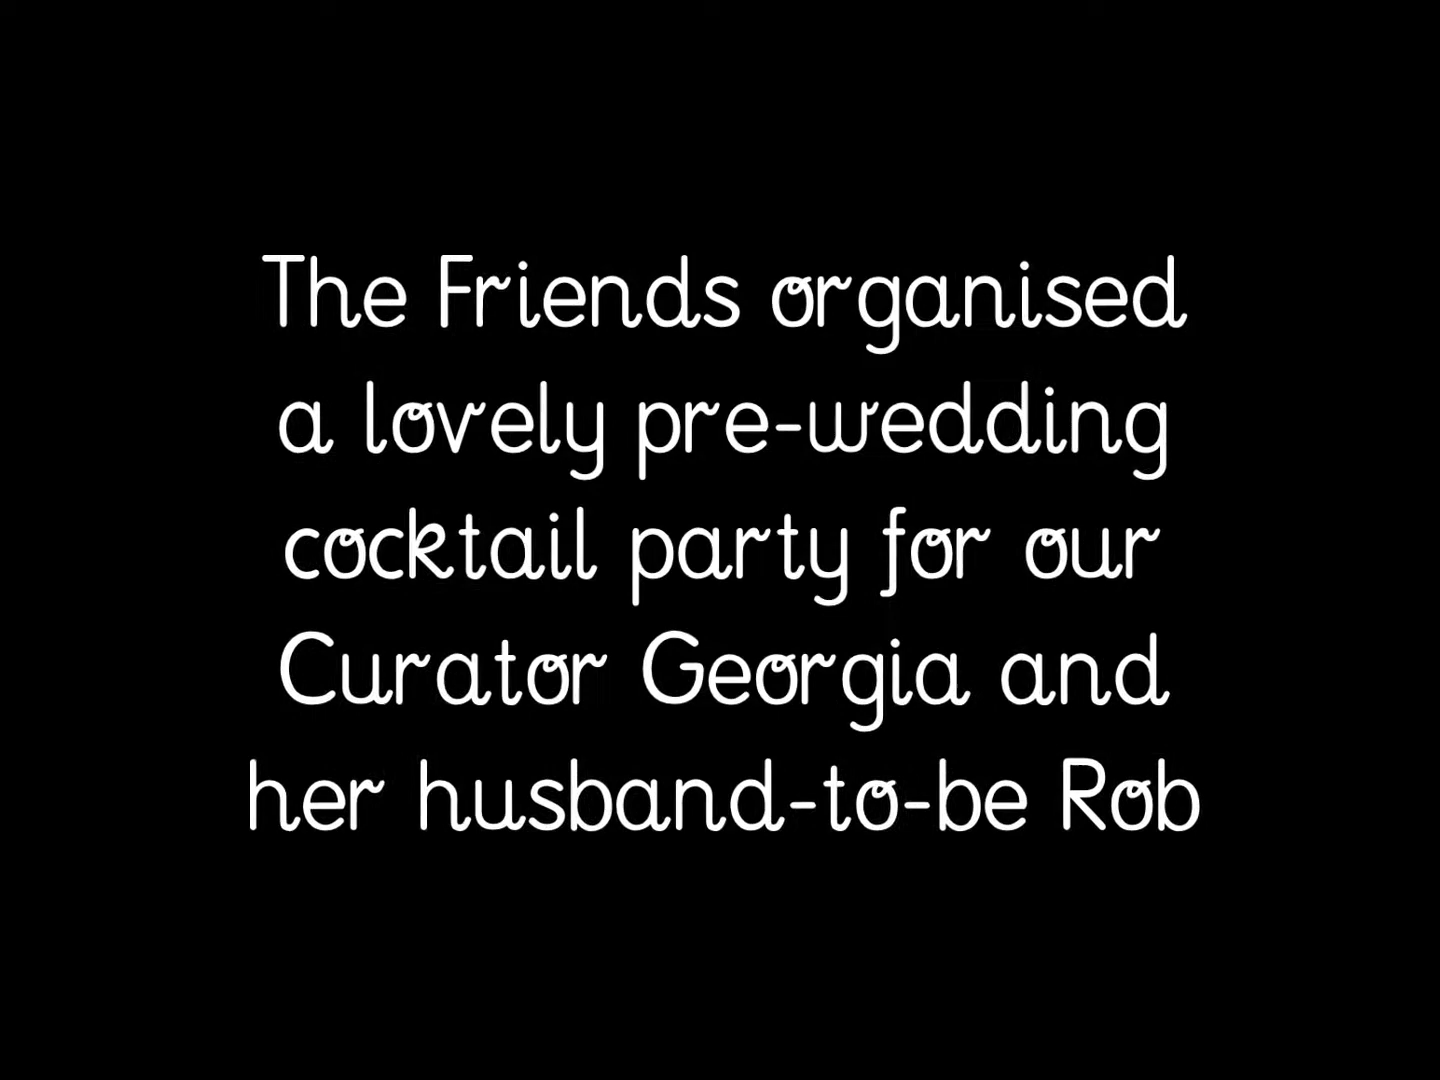 The Friends organised
a lovely pre-wedding
cocktail party for our
Curator Georgia and
her husband-to-be Rob